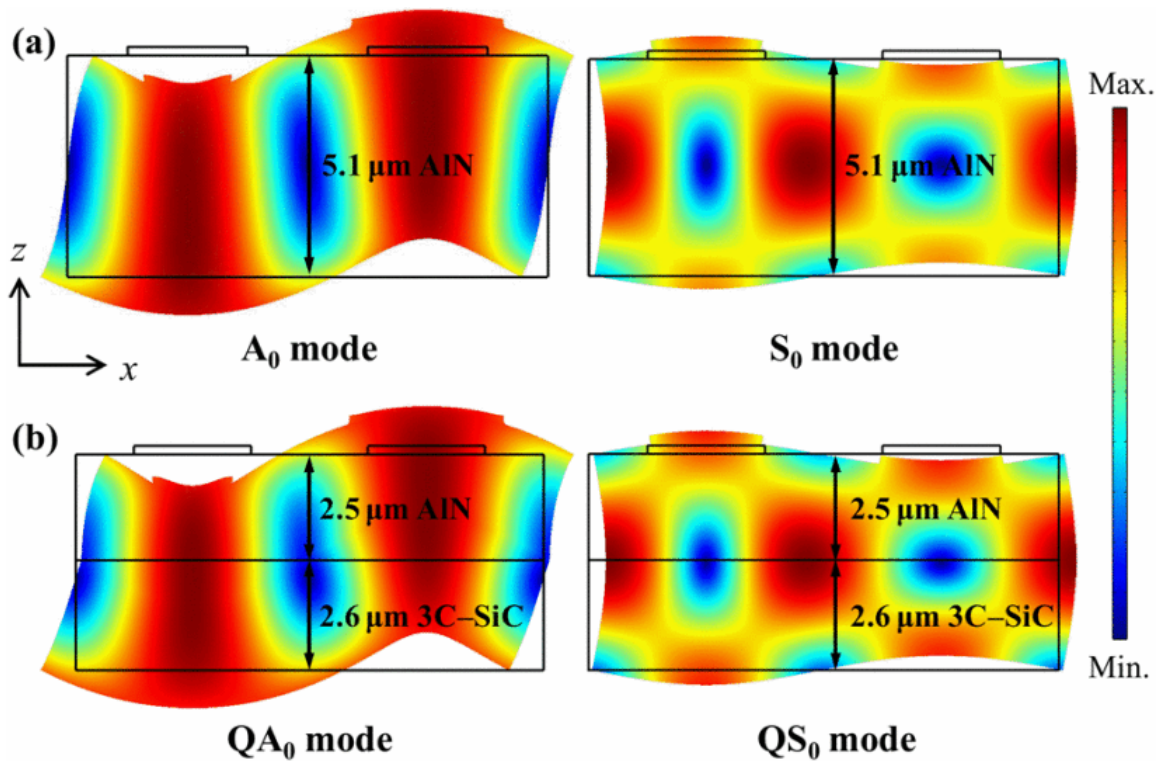 (a)
Max.
5.1 µm AlN
5.1 µm AlN
z
x
A₀ mode
S₀ mode
(b)
2.5 µm AlN
2.5 µm AlN
2.6 µm 3C–SiC
2.6 µm 3C–SiC
Min.
QA₀ mode
QS₀ mode